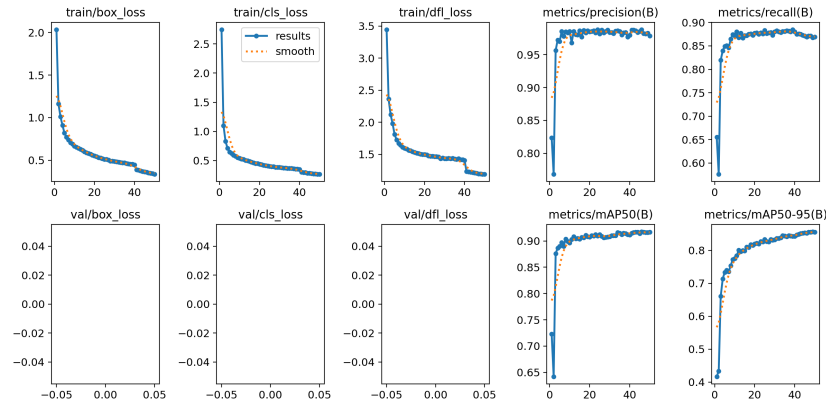 train/box_loss
train/cls_loss
train/dfl_loss
metrics/precision(B)
metrics/recall(B)
2.0
1.5
1.0
0.5
0 20 40
2.5
2.0
1.5
1.0
0.5
0 20 40
results
smooth
3.5
3.0
2.5
2.0
1.5
0 20 40
0.95
0.90
0.85
0.80
0 20 40
0.90
0.85
0.80
0.75
0.70
0.65
0.60
0 20 40
val/box_loss
val/cls_loss
val/dfl_loss
metrics/mAP50(B)
metrics/mAP50-95(B)
0.04
0.02
0.00
−0.02
−0.04
−0.05 0.00 0.05
0.04
0.02
0.00
−0.02
−0.04
−0.05 0.00 0.05
0.04
0.02
0.00
−0.02
−0.04
−0.05 0.00 0.05
0.90
0.85
0.80
0.75
0.70
0.65
0 20 40
0.8
0.7
0.6
0.5
0.4
0 20 40